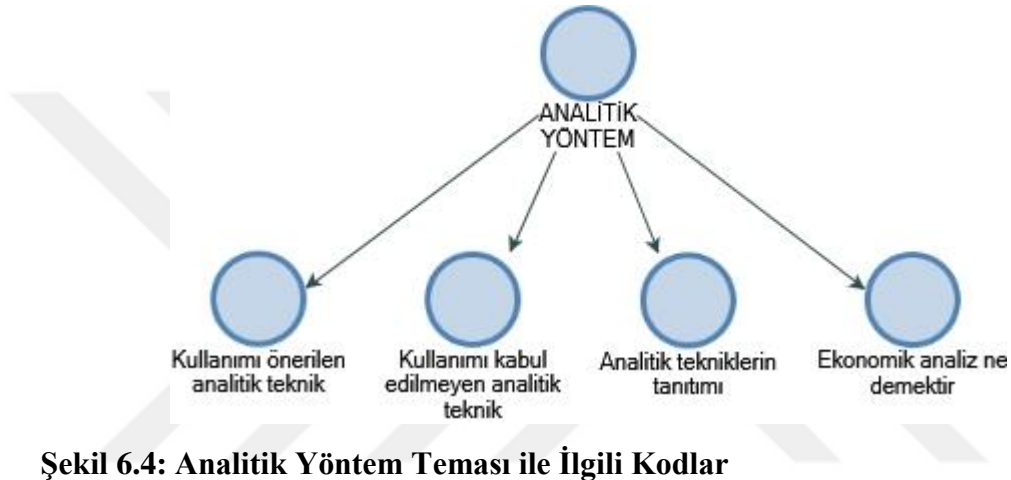 ANALİTİK
YÖNTEM
Kullanımı önerilen
analitik teknik
Kullanımı kabul
edilmeyen analitik
teknik
Analitik tekniklerin
tanıtımı
Ekonomik analiz ne
demektir
Şekil 6.4: Analitik Yöntem Teması ile İlgili Kodlar